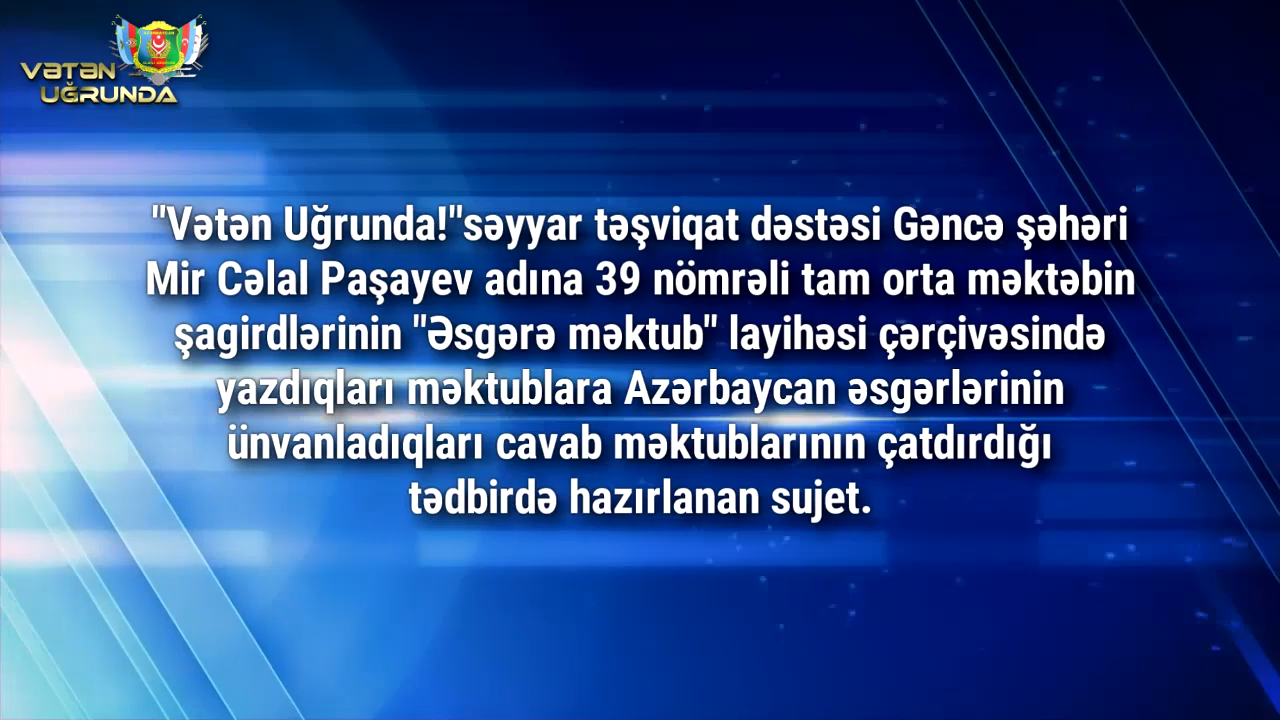 VƏTƏN
UĞRUNDA
"Vətən Uğrunda!"səyyar təşviqat dəstəsi Gəncə şəhəri
Mir Cəlal Paşayev adına 39 nömrəli tam orta məktəbin
şagirdlərinin "Əsgərə məktub" layihəsi çərçivəsində
yazdıqları məktublara Azərbaycan əsgərlərinin
ünvanladıqları cavab məktublarının çatdırdığı
tədbirdə hazırlanan sujet.